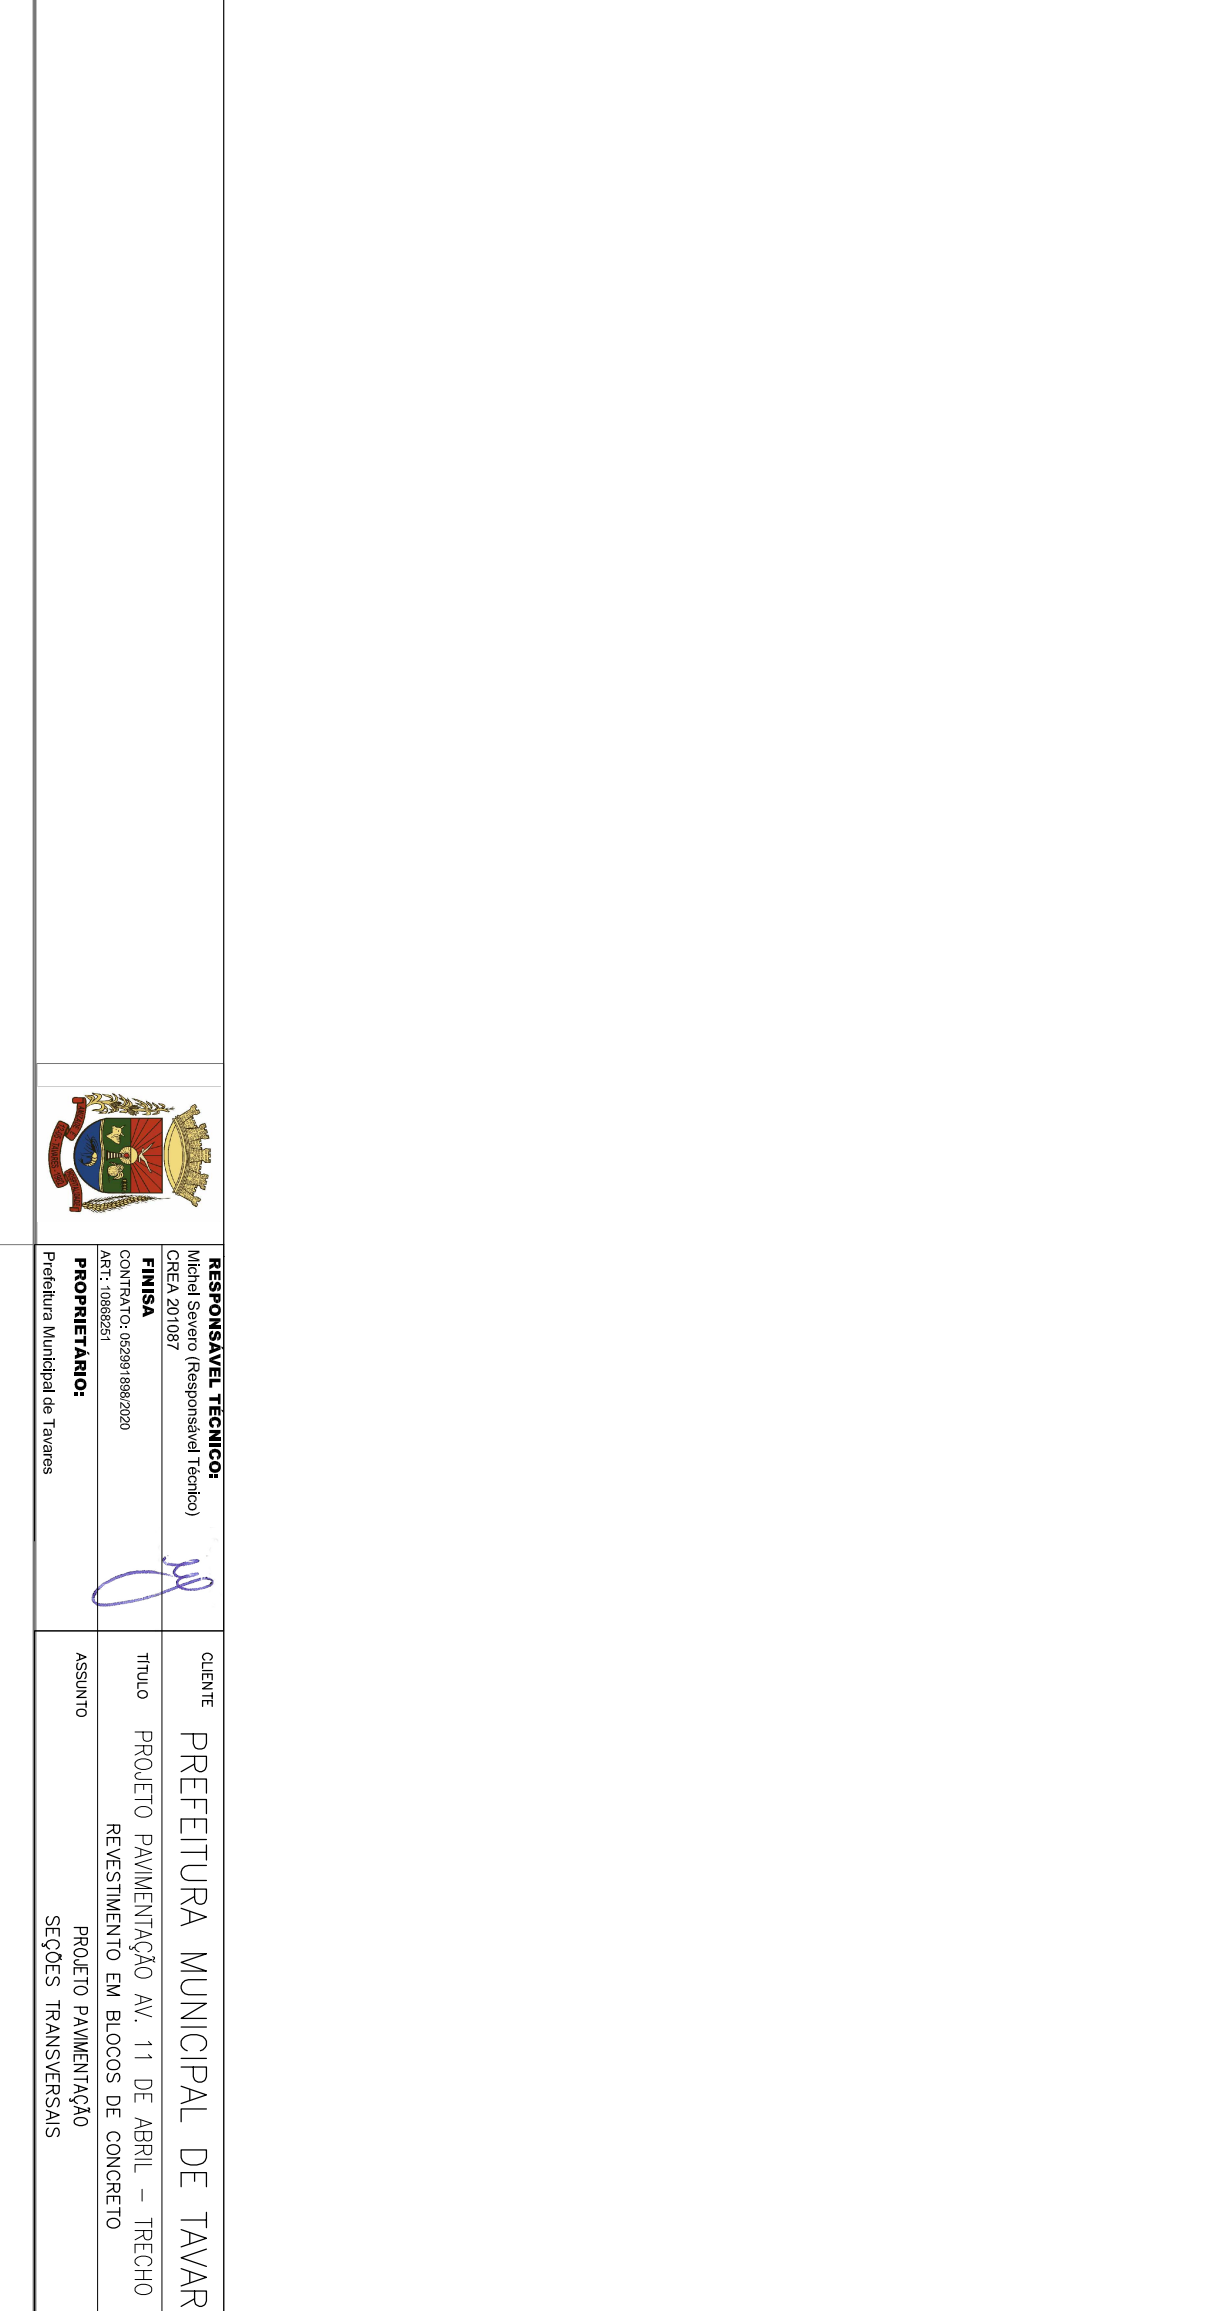 RESPONSÁVEL TÉCNICO:
Michel Severo (Responsável Técnico)
CREA 201087
FINISA
CONTRATO: 052991898/2020
ART: 10868251
PROPRIETÁRIO:
Prefeitura Municipal de Tavares
CLIENTE
PREFEITURA MUNICIPAL DE TAVAR
TÍTULO
PROJETO PAVIMENTAÇÃO AV. 11 DE ABRIL - TRECHO
REVESTIMENTO EM BLOCOS DE CONCRETO
ASSUNTO
PROJETO PAVIMENTAÇÃO
SEÇÕES TRANSVERSAIS